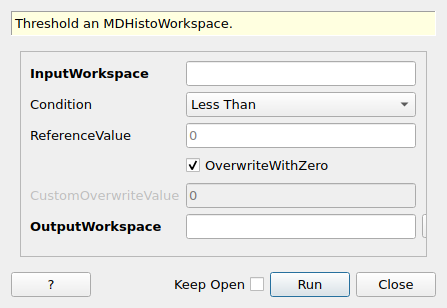 Threshold an MDHistoWorkspace.
InputWorkspace
Condition Less Than
ReferenceValue 0
OverwriteWithZero
CustomOverwriteValue 0
OutputWorkspace
? Keep Open Run Close